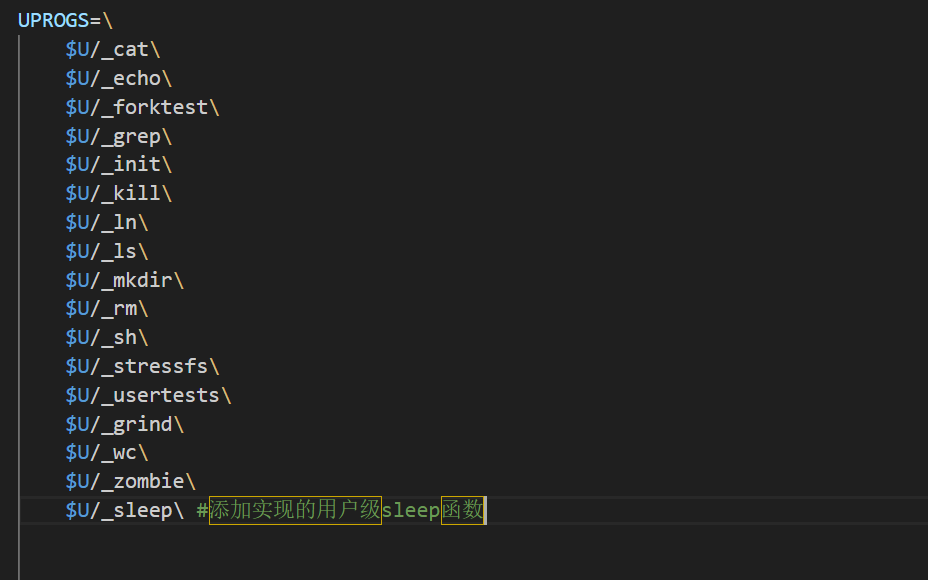 UPROGS=\
$U/_cat\
$U/_echo\
$U/_forktest\
$U/_grep\
$U/_init\
$U/_kill\
$U/_ln\
$U/_ls\
$U/_mkdir\
$U/_rm\
$U/_sh\
$U/_stressfs\
$U/_usertests\
$U/_grind\
$U/_wc\
$U/_zombie\
$U/_sleep\ #添加实现的用户级sleep函数